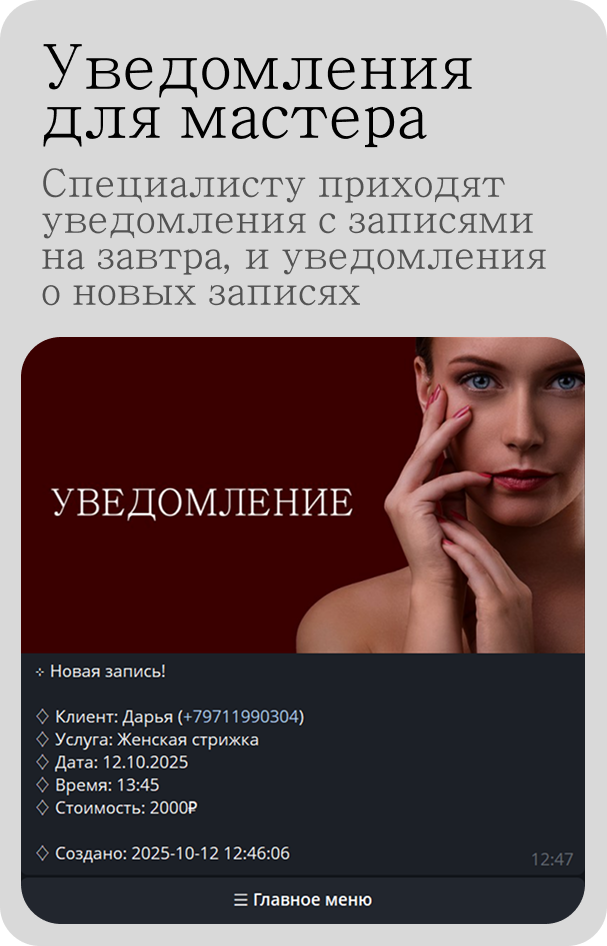 Уведомления
для мастера
Специалисту приходят
уведомления с записями
на завтра, и уведомления
о новых записях
УВЕДОМЛЕНИЕ
Новая запись!
♢ Клиент: Дарья (+79711990304)
♢ Услуга: Женская стрижка
♢ Дата: 12.10.2025
♢ Время: 13:45
♢ Стоимость: 2000₽
♢ Создано: 2025-10-12 12:46:06
12:47
☰ Главное меню